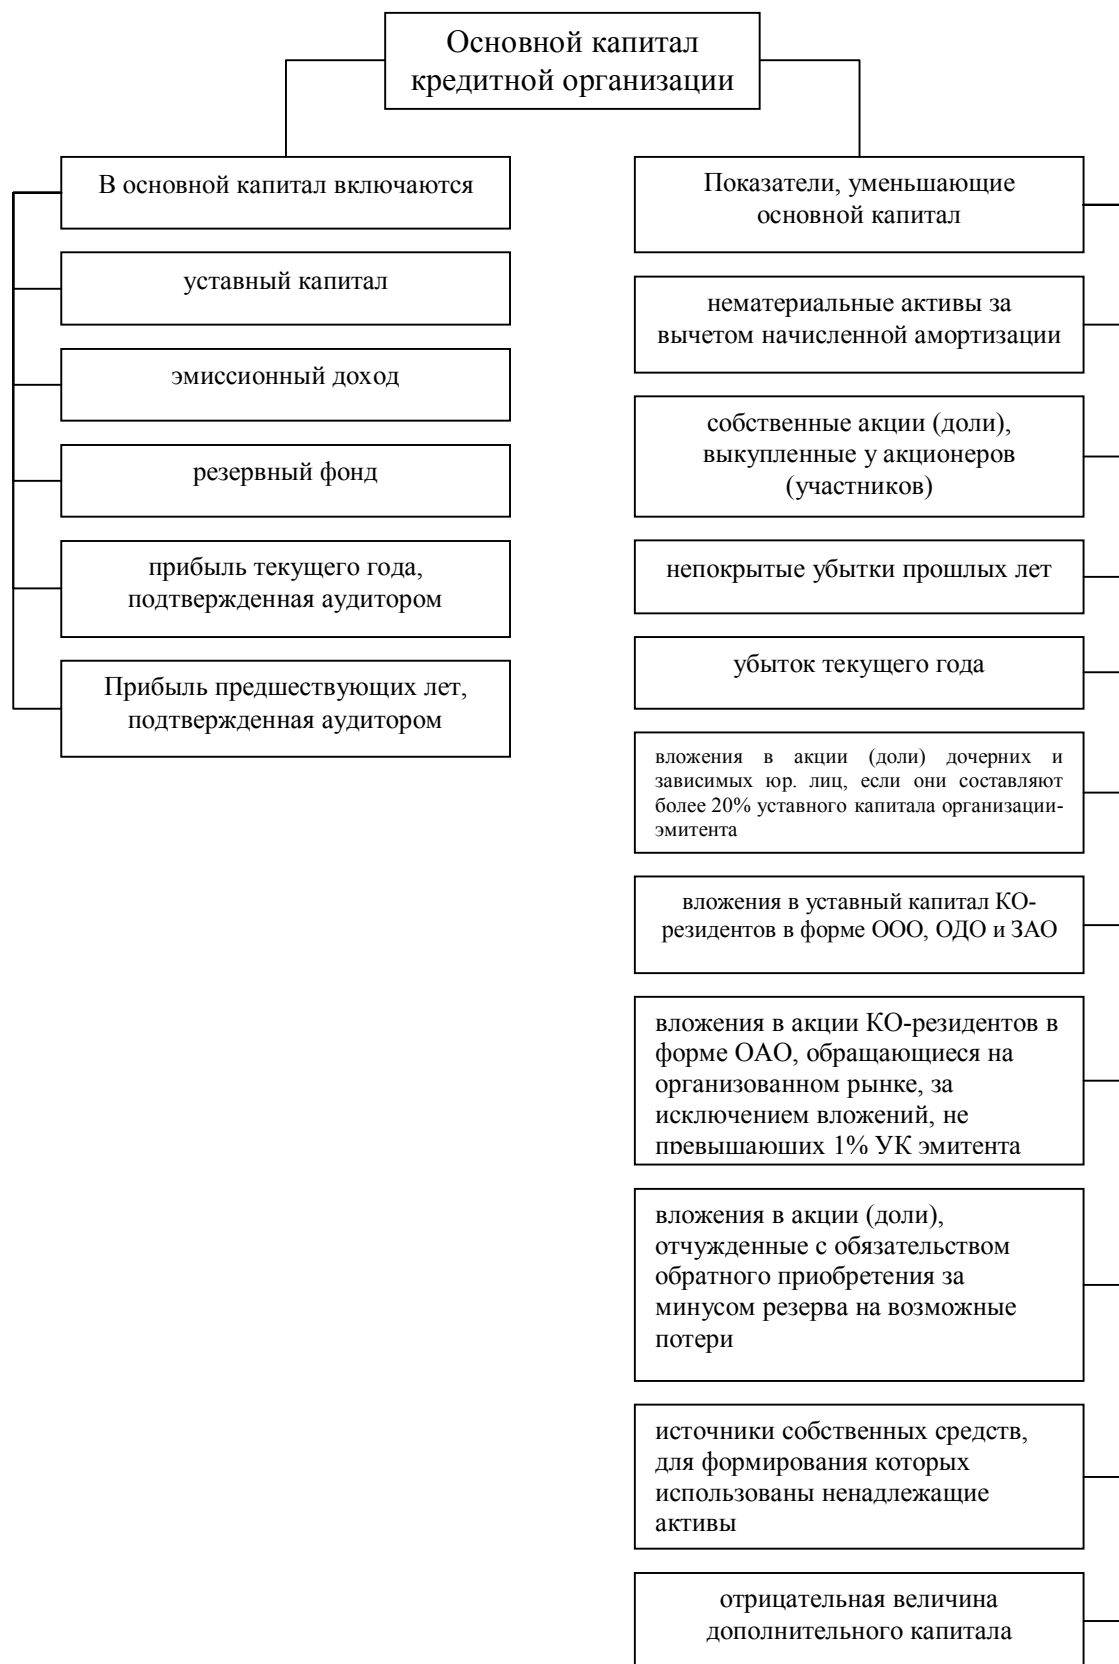 Основной капитал
кредитной организации
В основной капитал включаются
уставный капитал
эмиссионный доход
резервный фонд
прибыль текущего года,
подтвержденная аудитором
Прибыль предшествующих лет,
подтвержденная аудитором
Показатели, уменьшающие
основной капитал
нематериальные активы за
вычетом начисленной амортизации
собственные акции (доли),
выкупленные у акционеров
(участников)
непокрытые убытки прошлых лет
убыток текущего года
вложения в акции (доли) дочерних и
зависимых юр. лиц, если они составляют
более 20% уставного капитала организации-
эмитента
вложения в уставный капитал КО-
резидентов в форме ООО, ОДО и ЗАО
вложения в акции КО-резидентов в
форме ОАО, обращающиеся на
организованном рынке, за
исключением вложений, не
превышающих 1% УК эмитента
вложения в акции (доли),
отчужденные с обязательством
обратного приобретения за
минусом резерва на возможные
потери
источники собственных средств,
для формирования которых
использованы ненадлежащие
активы
отрицательная величина
дополнительного капитала